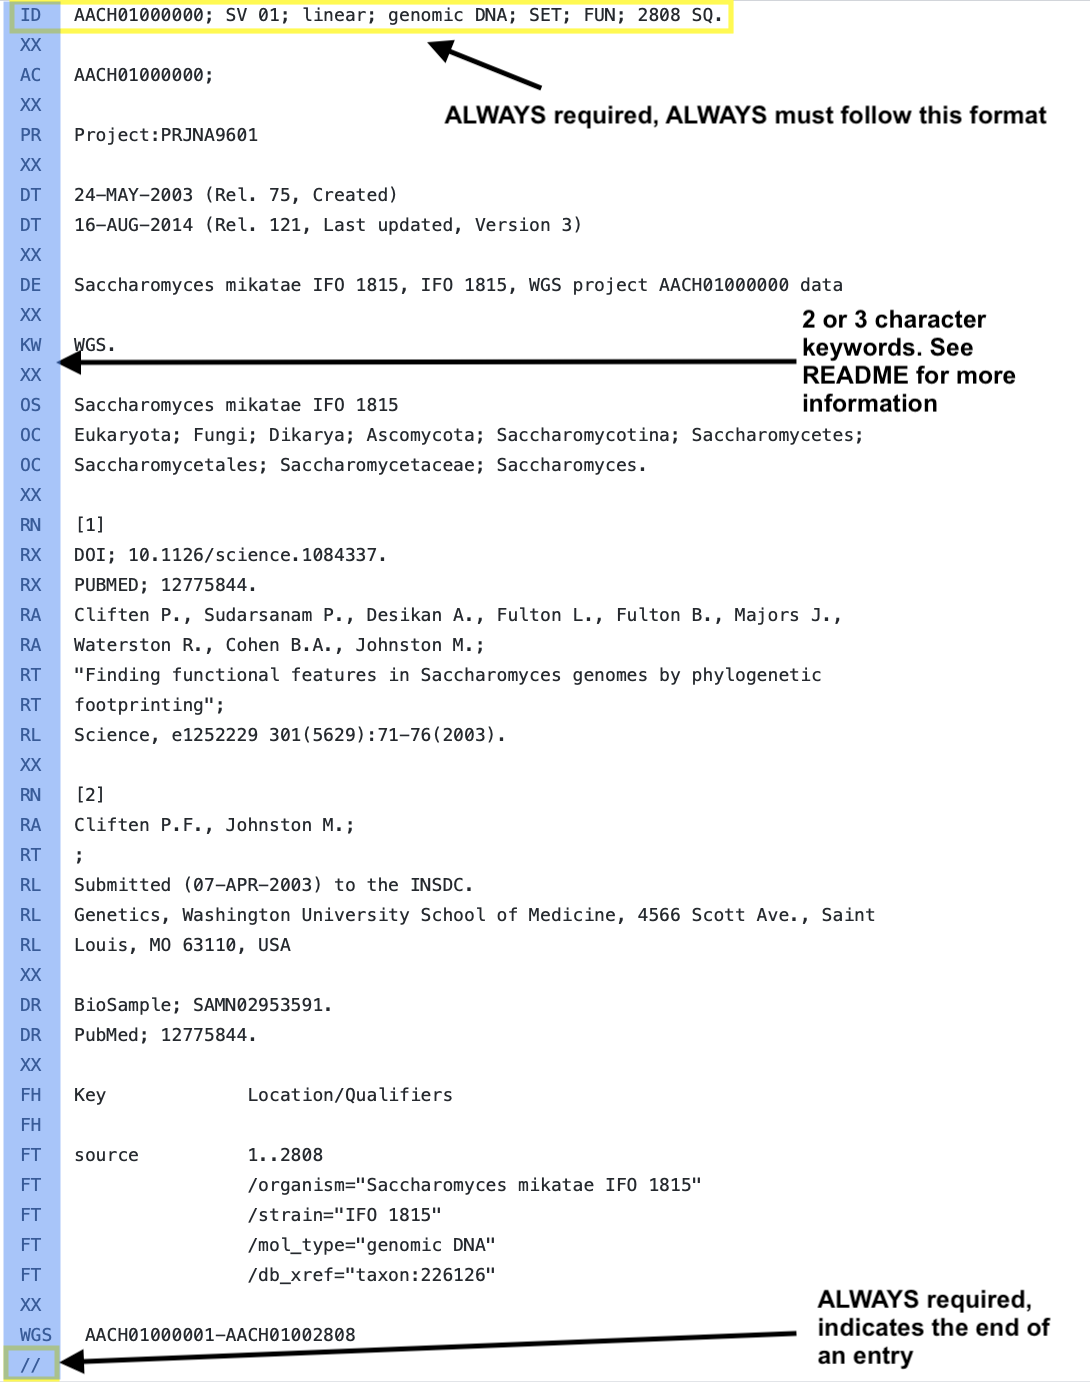 ID AACH01000000; SV 01; linear; genomic DNA; SET; FUN; 2808 SQ.
XX
AC AACH01000000;
ALWAYS required, ALWAYS must follow this format
XX
PR Project:PRJNA9601
XX
DT 24-MAY-2003 (Rel. 75, Created)
DT 16-AUG-2014 (Rel. 121, Last updated, Version 3)
XX
DE Saccharomyces mikatae IFO 1815, IFO 1815, WGS project AACH01000000 data
XX
KW WGS.
2 or 3 character
keywords. See
README for more
information
XX
OS Saccharomyces mikatae IFO 1815
OC Eukaryota; Fungi; Dikarya; Ascomycota; Saccharomycotina; Saccharomycetes;
OC Saccharomycetales; Saccharomycetaceae; Saccharomyces.
XX
RN [1]
RX DOI; 10.1126/science.1084337.
RX PUBMED; 12775844.
RA Cliften P., Sudarsanam P., Desikan A., Fulton L., Fulton B., Majors J.,
RA Waterston R., Cohen B.A., Johnston M.;
RT "Finding functional features in Saccharomyces genomes by phylogenetic
RT footprinting";
RL Science, e1252229 301(5629):71-76(2003).
XX
RN [2]
RA Cliften P.F., Johnston M.;
RT ;
RL Submitted (07-APR-2003) to the INSDC.
RL Genetics, Washington University School of Medicine, 4566 Scott Ave., Saint
RL Louis, MO 63110, USA
XX
DR BioSample; SAMN02953591.
DR PubMed; 12775844.
XX
FH Key Location/Qualifiers
FH
FT source 1..2808
FT /organism="Saccharomyces mikatae IFO 1815"
FT /strain="IFO 1815"
FT /mol_type="genomic DNA"
FT /db_xref="taxon:226126"
XX
WGS AACH01000001-AACH01002808
//
ALWAYS required,
indicates the end of
an entry